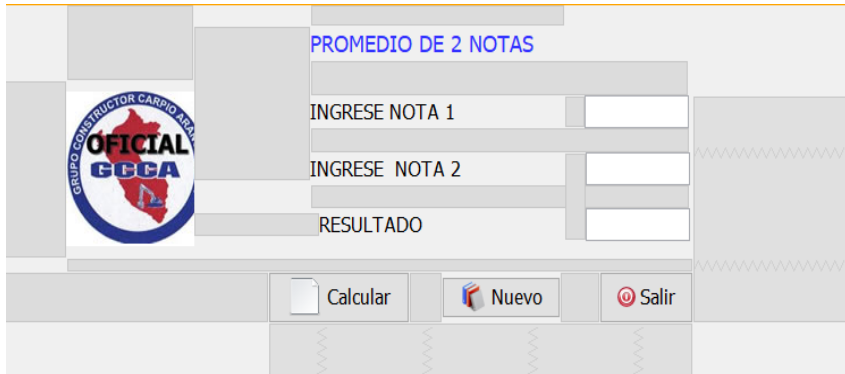 PROMEDIO DE 2 NOTAS
INGRESE NOTA 1
GRUPO CONSTRUCTOR CARPIO
OFICIAL
GCCA
INGRESE NOTA 2
RESULTADO
Calcular
Nuevo
Salir